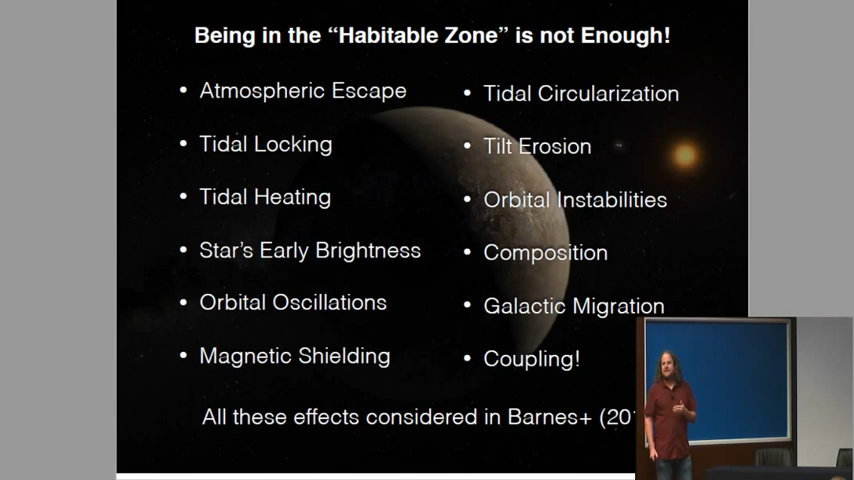 Being in the “Habitable Zone” is not Enough!
• Atmospheric Escape
• Tidal Locking
• Tidal Heating
• Star's Early Brightness
• Orbital Oscillations
• Magnetic Shielding
• Tidal Circularization
• Tilt Erosion
• Orbital Instabilities
• Composition
• Galactic Migration
• Coupling!
All these effects considered in Barnes+